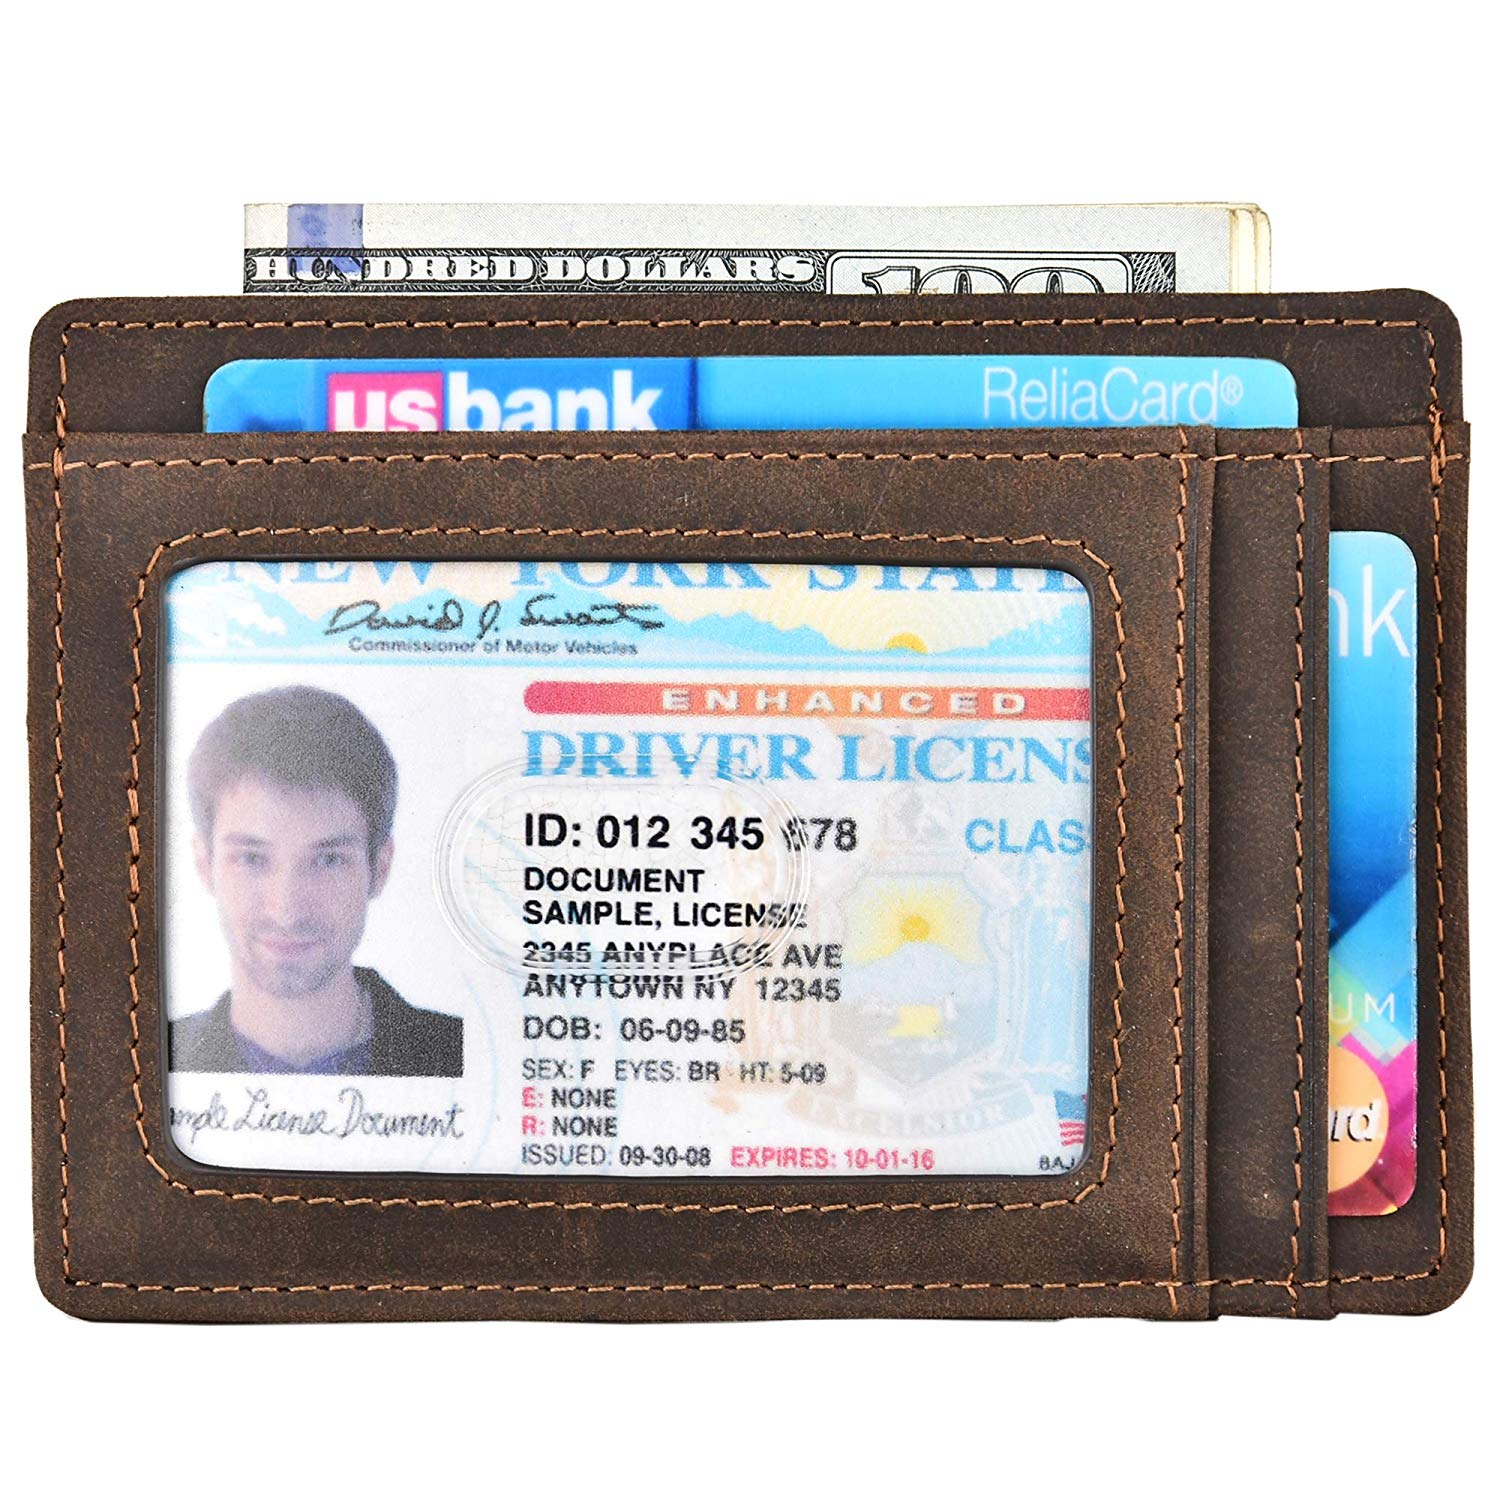 HUNDRED DOLLARS 100
usbank ReliaCard®
NEW YORK STATE
David J. Swarts
Commissioner of Motor Vehicles
ENHANCED
DRIVER LICENS
ID: 012 345 678 CLAS
DOCUMENT
SAMPLE, LICENSE
2345 ANYPLACE AVE
ANYTOWN NY 12345
DOB: 06-09-85
SEX: F EYES: BR HT: 5-09
E: NONE
R: NONE
ISSUED: 09-30-08 EXPIRES: 10-01-16
ample License Document
EXCELSIOR
BAJ
nk
UM
rd